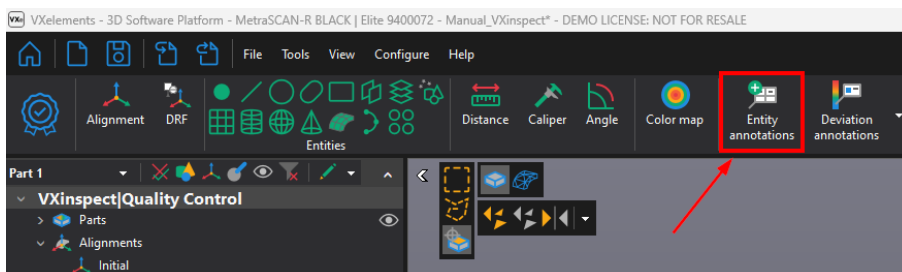 VXelements - 3D Software Platform - MetraSCAN-R BLACK | Elite 9400072 - Manual_VXinspect* - DEMO LICENSE: NOT FOR RESALE
File Tools View Configure Help
Alignment DRF Entities Distance Caliper Angle Color map Entity annotations Deviation annotations
Part 1
VXinspect|Quality Control
Parts
Alignments
Initial